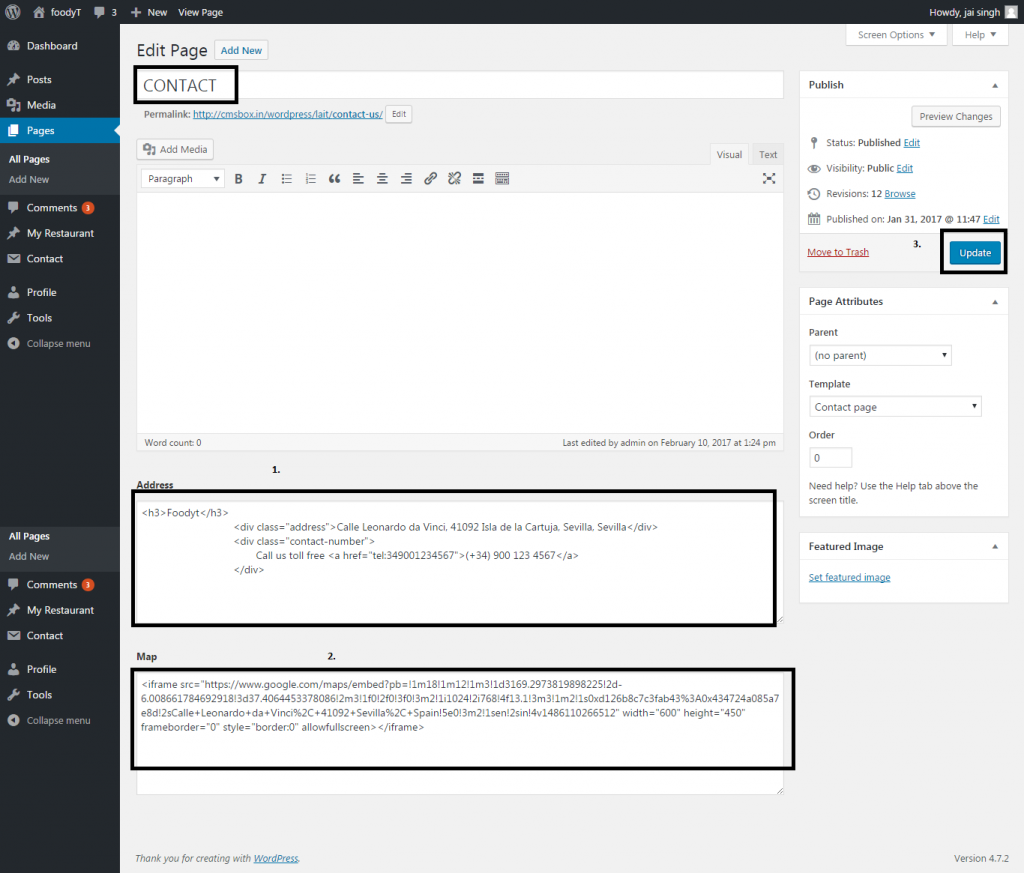 foodyT 3 New View Page Howdy, jai singh
Dashboard
Posts
Media
Pages
All Pages
Add New
Comments 3
My Restaurant
Contact
Profile
Tools
Collapse menu
All Pages
Add New
Comments 3
My Restaurant
Contact
Profile
Tools
Collapse menu
Screen Options Help
Edit Page Add New
CONTACT
Permalink: http://cmsbox.in/wordpress/lait/contact-us/ Edit
Add Media
Visual Text
Paragraph B I
Word count: 0 Last edited by admin on February 10, 2017 at 1:24 pm
1.
Address
<h3>Foodyt</h3>
<div class="address">Calle Leonardo da Vinci, 41092 Isla de la Cartuja, Sevilla, Sevilla</div>
<div class="contact-number">
Call us toll free <a href="tel:349001234567">(+34) 900 123 4567</a>
</div>
Map 2.
<iframe src="https://www.google.com/maps/embed?pb=!1m18!1m12!1m3!1d3169.2973819898225!2d-
6.008661784692918!3d37.4064453378086!2m3!1f0!2f0!3f0!3m2!1i1024!2i768!4f13.1!3m3!1m2!1s0xd126b8c7c3fab43%3A0x434724a085a7
e8d!2sCalle+Leonardo+da+Vinci%2C+41092+Sevilla%2C+Spain!5e0!3m2!1sen!2sin!4v1486110266512" width="600" height="450"
frameborder="0" style="border:0" allowfullscreen></iframe>
Publish
Preview Changes
Status: Published Edit
Visibility: Public Edit
Revisions: 12 Browse
Published on: Jan 31, 2017 @ 11:47 Edit
3.
Move to Trash Update
Page Attributes
Parent
(no parent)
Template
Contact page
Order
0
Need help? Use the Help tab above the
screen title.
Featured Image
Set featured image
Thank you for creating with WordPress. Version 4.7.2